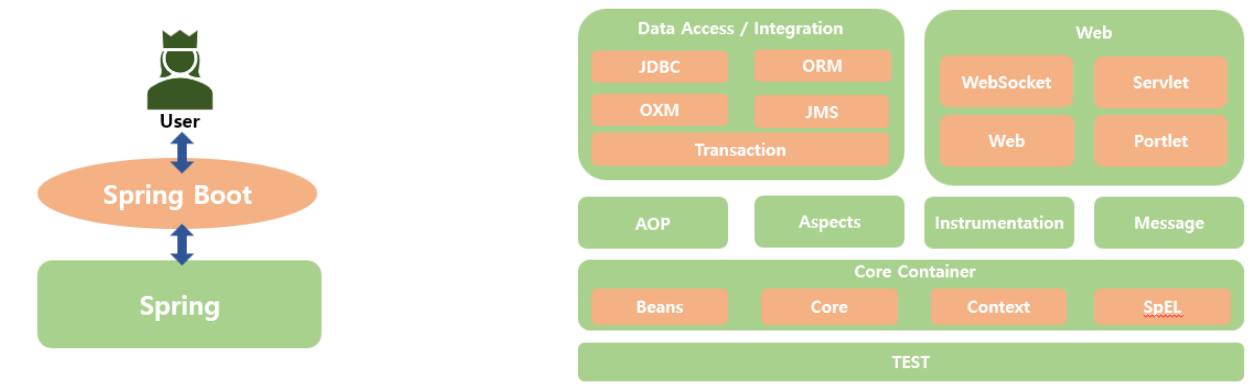 User
Spring Boot
Spring
Data Access / Integration
JDBC
ORM
OXM
JMS
Transaction
Web
WebSocket
Servlet
Web
Portlet
AOP
Aspects
Instrumentation
Message
Core Container
Beans
Core
Context
SpEL
TEST